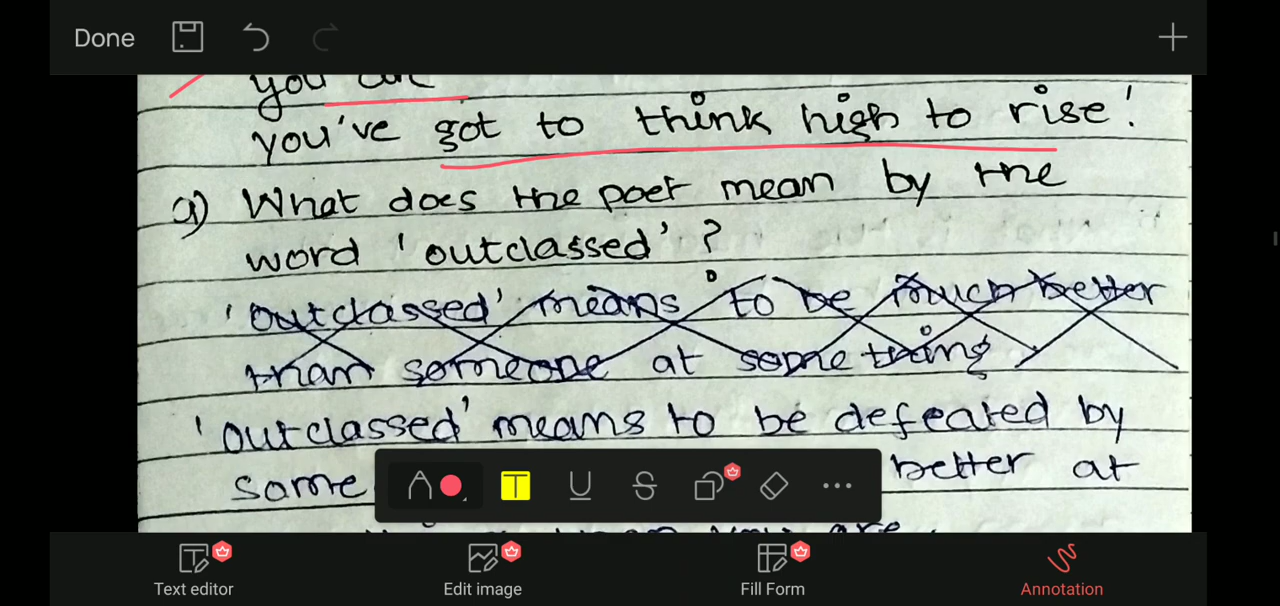 Done
you
you've got to think high to rise!
a) What does the poet mean by the
word 'outclassed' ?
'outclassed' means to be much better
than someone at something
'outclassed' means to be defeated by
some better at
are
Text editor
Edit image
Fill Form
Annotation